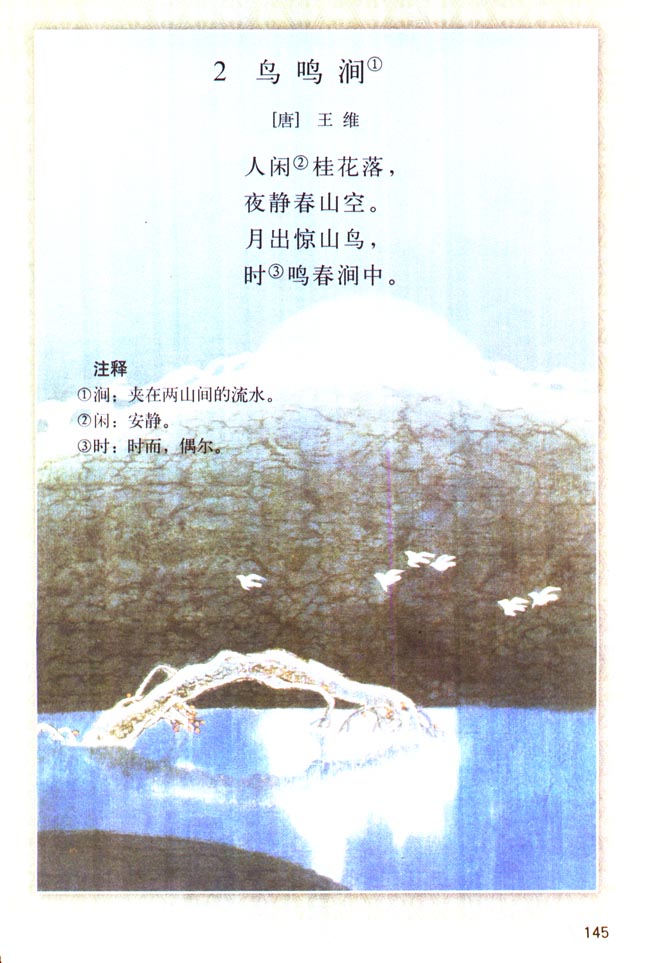 2 鸟鸣涧①
[唐] 王维
人闲②桂花落，
夜静春山空。
月出惊山鸟，
时③鸣春涧中。
注释
①涧：夹在两山间的流水。
②闲：安静。
③时：时而，偶尔。
145